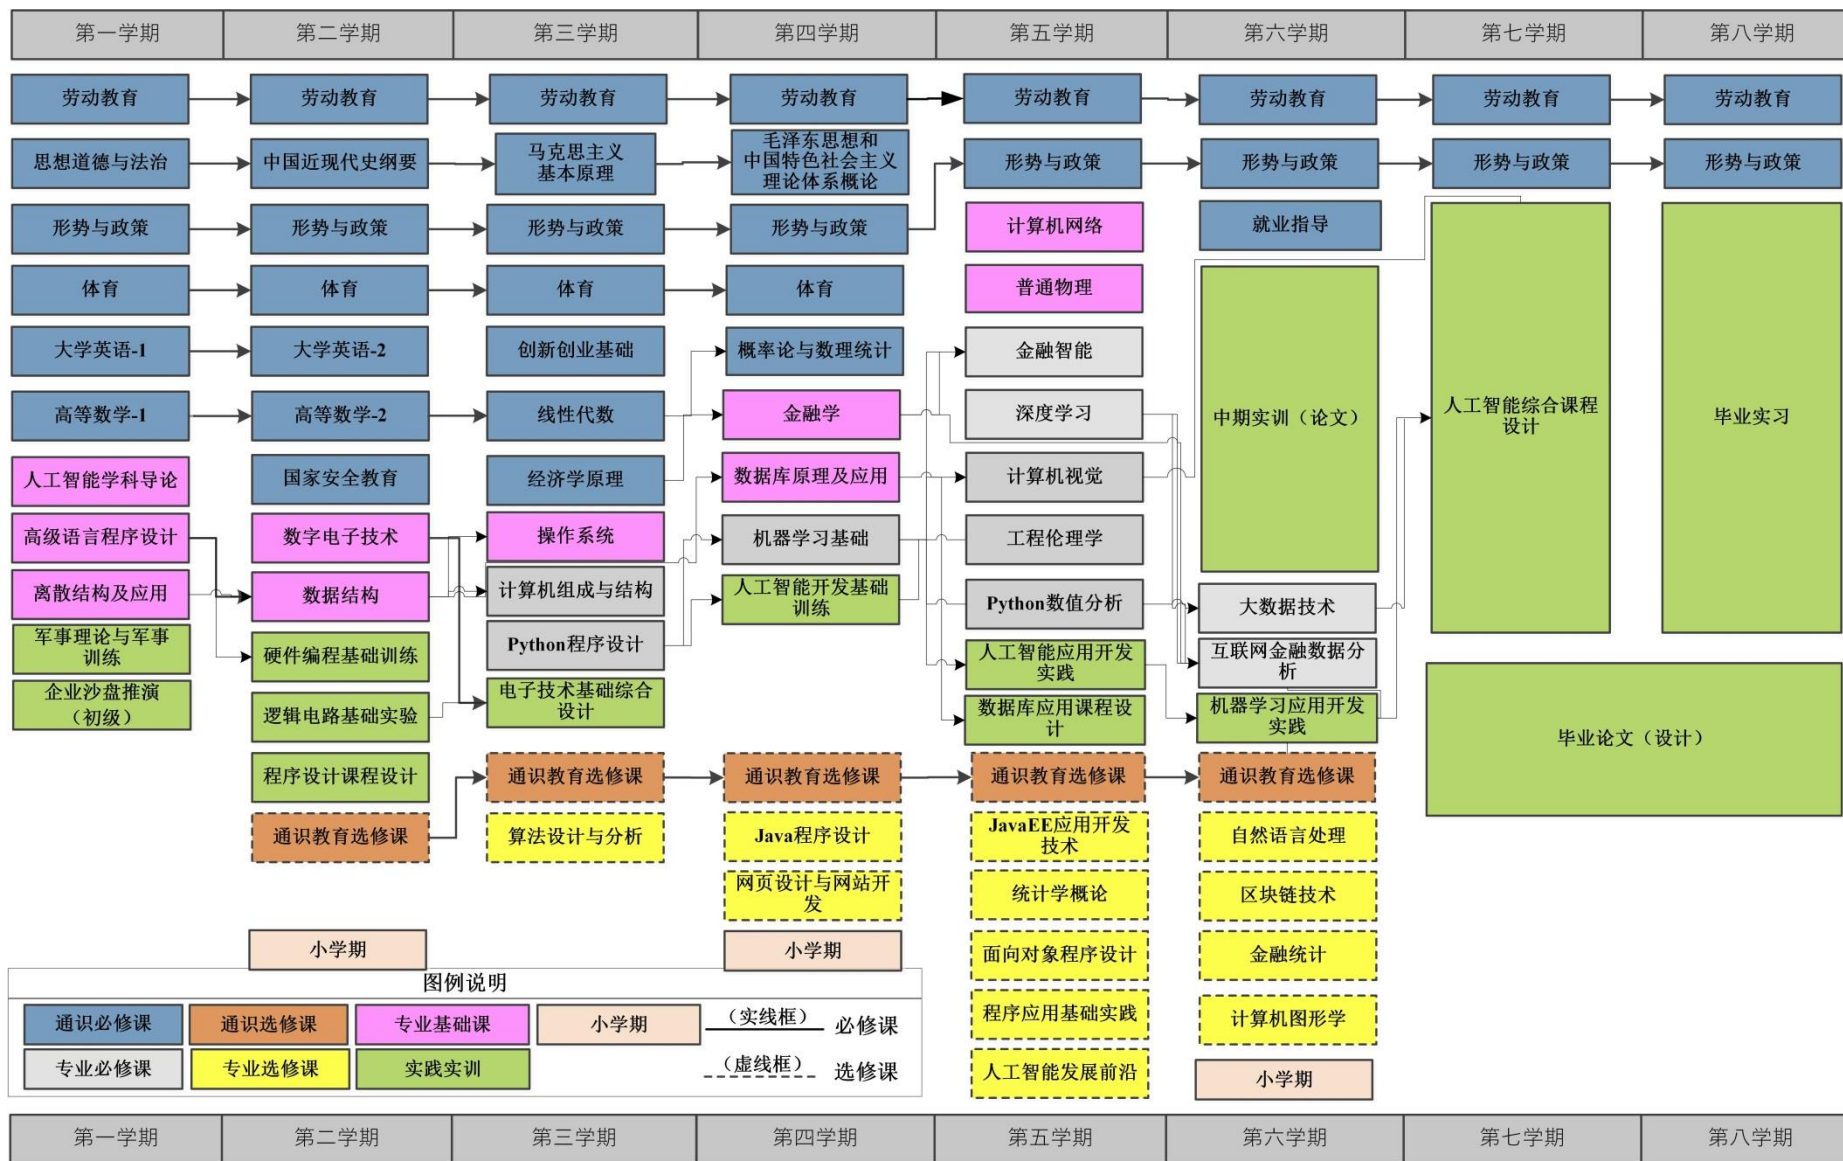 第一学期
第二学期
第三学期
第四学期
第五学期
第六学期
第七学期
第八学期
劳动教育
劳动教育
劳动教育
劳动教育
劳动教育
劳动教育
劳动教育
劳动教育
思想道德与法治
中国近现代史纲要
马克思主义
基本原理
毛泽东思想和
中国特色社会主义
理论体系概论
形势与政策
形势与政策
形势与政策
形势与政策
形势与政策
形势与政策
形势与政策
形势与政策
计算机网络
就业指导
体育
体育
体育
体育
普通物理
大学英语-1
大学英语-2
创新创业基础
概率论与数理统计
金融智能
高等数学-1
高等数学-2
线性代数
金融学
深度学习
中期实训（论文）
人工智能综合课程
设计
毕业实习
人工智能学科导论
国家安全教育
经济学原理
数据库原理及应用
计算机视觉
高级语言程序设计
数字电子技术
操作系统
机器学习基础
工程伦理学
离散结构及应用
数据结构
计算机组成与结构
人工智能开发基础
训练
Python数值分析
大数据技术
军事理论与军事
训练
硬件编程基础训练
Python程序设计
人工智能应用开发
实践
互联网金融数据分
析
企业沙盘推演
（初级）
逻辑电路基础实验
电子技术基础综合
设计
数据库应用课程设
计
机器学习应用开发
实践
毕业论文（设计）
程序设计课程设计
通识教育选修课
通识教育选修课
通识教育选修课
通识教育选修课
通识教育选修课
算法设计与分析
Java程序设计
JavaEE应用开发
技术
自然语言处理
网页设计与网站开
发
统计学概论
区块链技术
小学期
小学期
面向对象程序设计
金融统计
程序应用基础实践
计算机图形学
人工智能发展前沿
小学期
图例说明
通识必修课
通识选修课
专业基础课
小学期
（实线框）
必修课
专业必修课
专业选修课
实践实训
（虚线框）
选修课
第一学期
第二学期
第三学期
第四学期
第五学期
第六学期
第七学期
第八学期